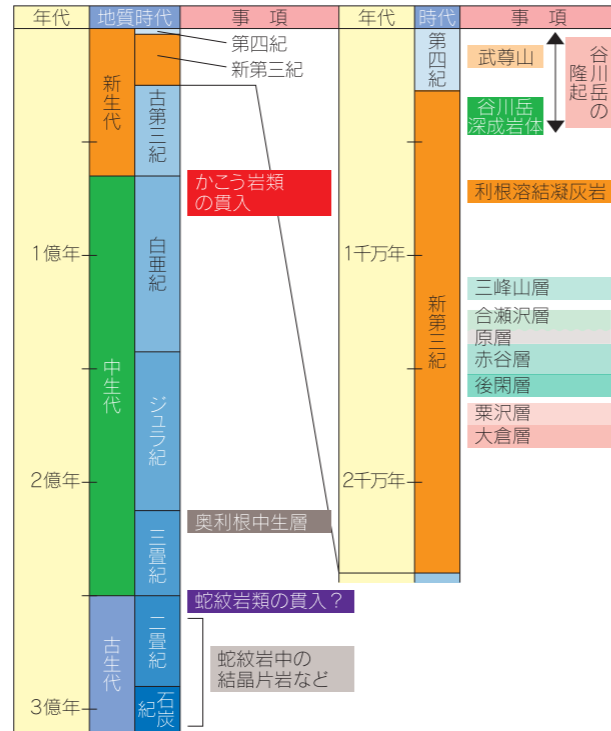 年代
地質時代
事項
第四紀
新第三紀
新生代
古第三紀
かこう岩類
の貫入
1億年
白亜紀
中生代
ジュラ紀
2億年
奥利根中生層
三畳紀
蛇紋岩類の貫入？
古生代
二畳紀
蛇紋岩中の
結晶片岩など
石炭
紀
3億年
年代
時代
事項
第四紀
武尊山
谷川岳の
隆起
谷川岳
深成岩体
利根溶結凝灰岩
1千万年
新第三紀
三峰山層
合瀬沢層
原層
赤谷層
後閑層
粟沢層
大倉層
2千万年